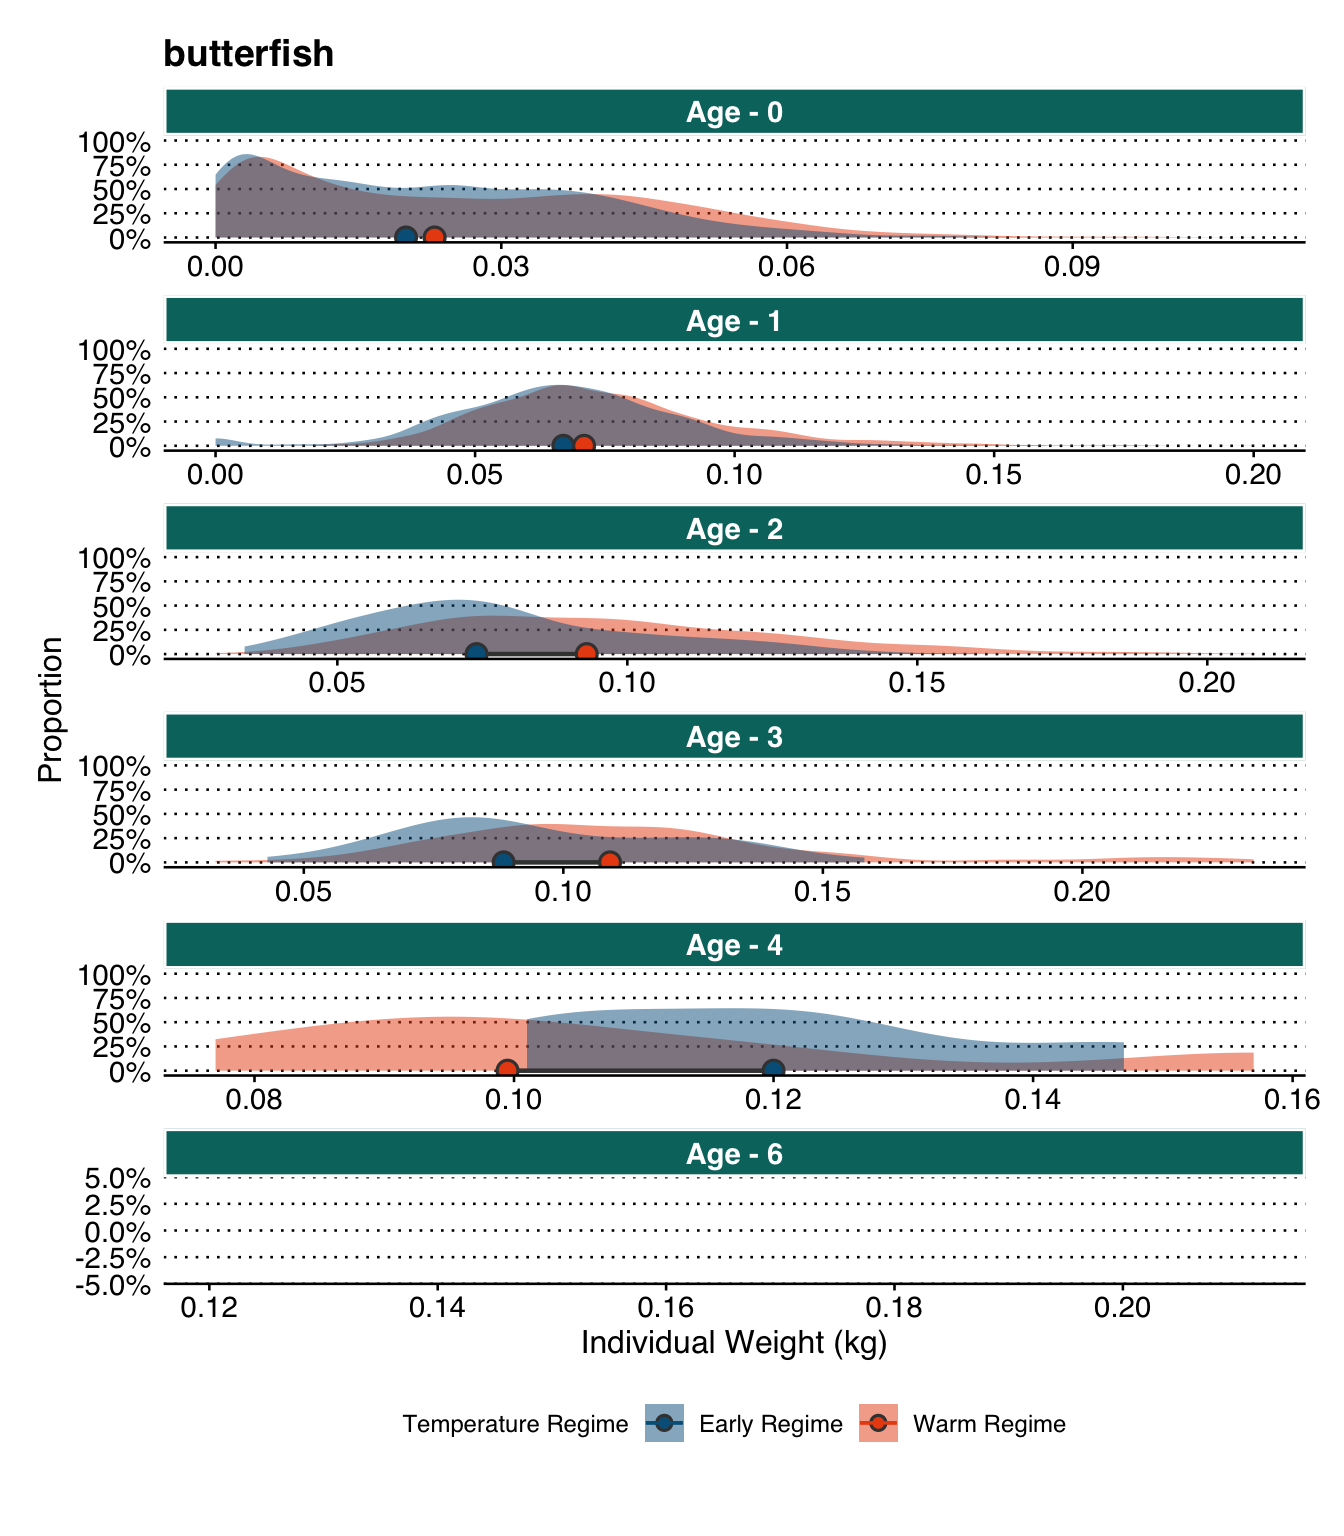 butterfish
Age - 0
100%
75%
50%
25%
0%
0.00 0.03 0.06 0.09
Age - 1
100%
75%
50%
25%
0%
0.00 0.05 0.10 0.15 0.20
Age - 2
100%
75%
50%
25%
0%
0.05 0.10 0.15 0.20
Proportion
Age - 3
100%
75%
50%
25%
0%
0.05 0.10 0.15 0.20
Age - 4
100%
75%
50%
25%
0%
0.08 0.10 0.12 0.14 0.16
Age - 6
5.0%
2.5%
0.0%
-2.5%
-5.0%
0.12 0.14 0.16 0.18 0.20
Individual Weight (kg)
Temperature Regime Early Regime Warm Regime